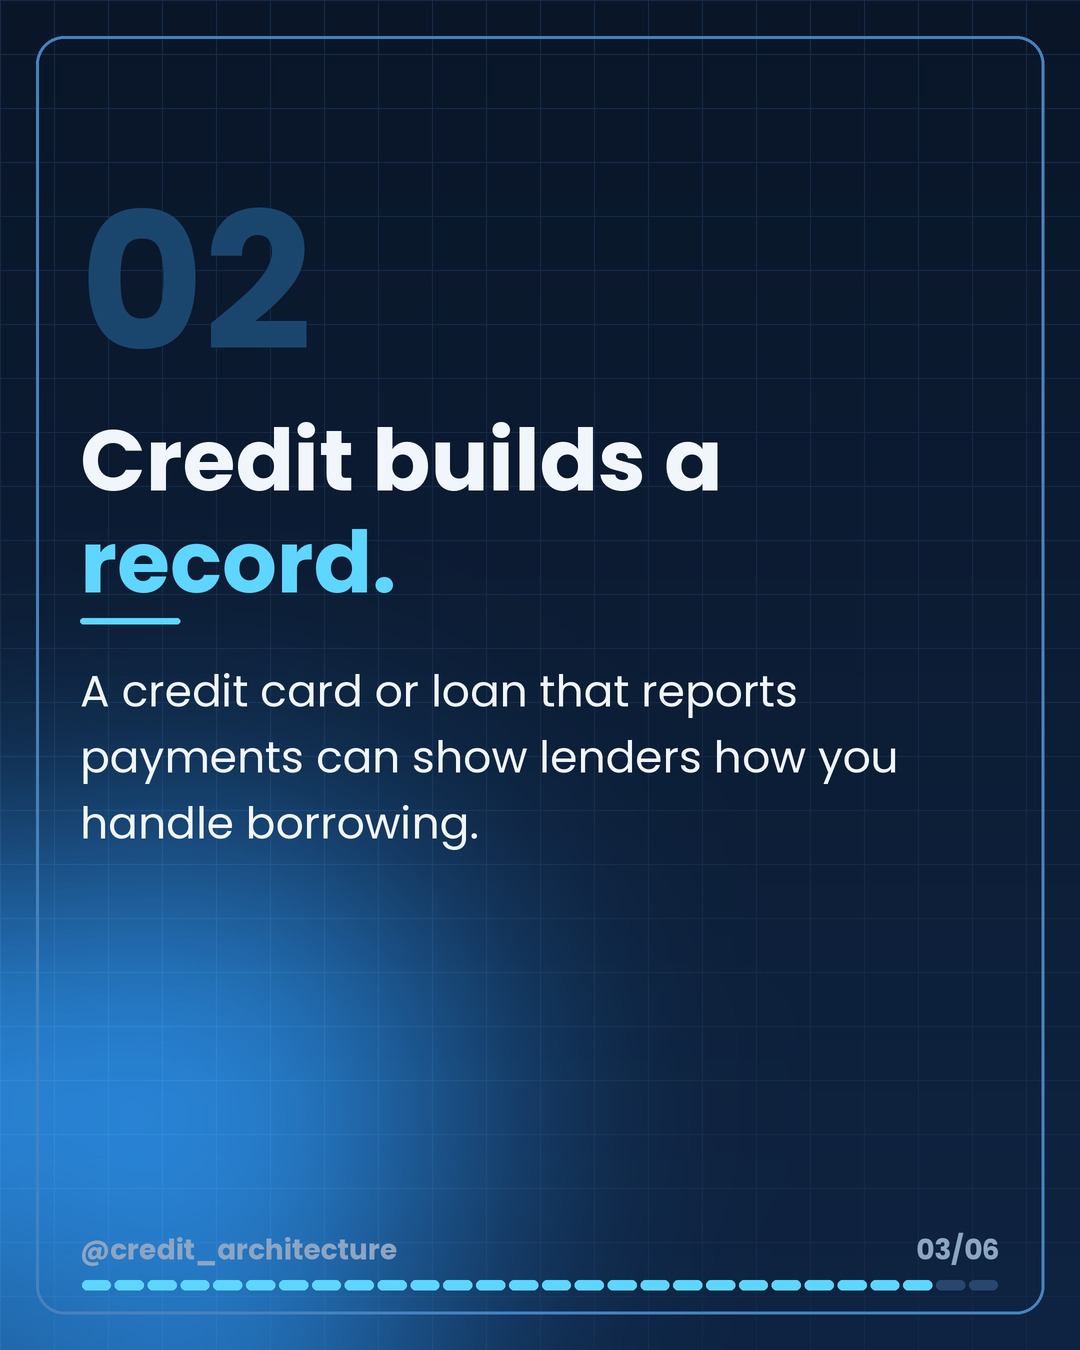 02
Credit builds a
record.
A credit card or loan that reports
payments can show lenders how you
handle borrowing.
@credit_architecture
03/06